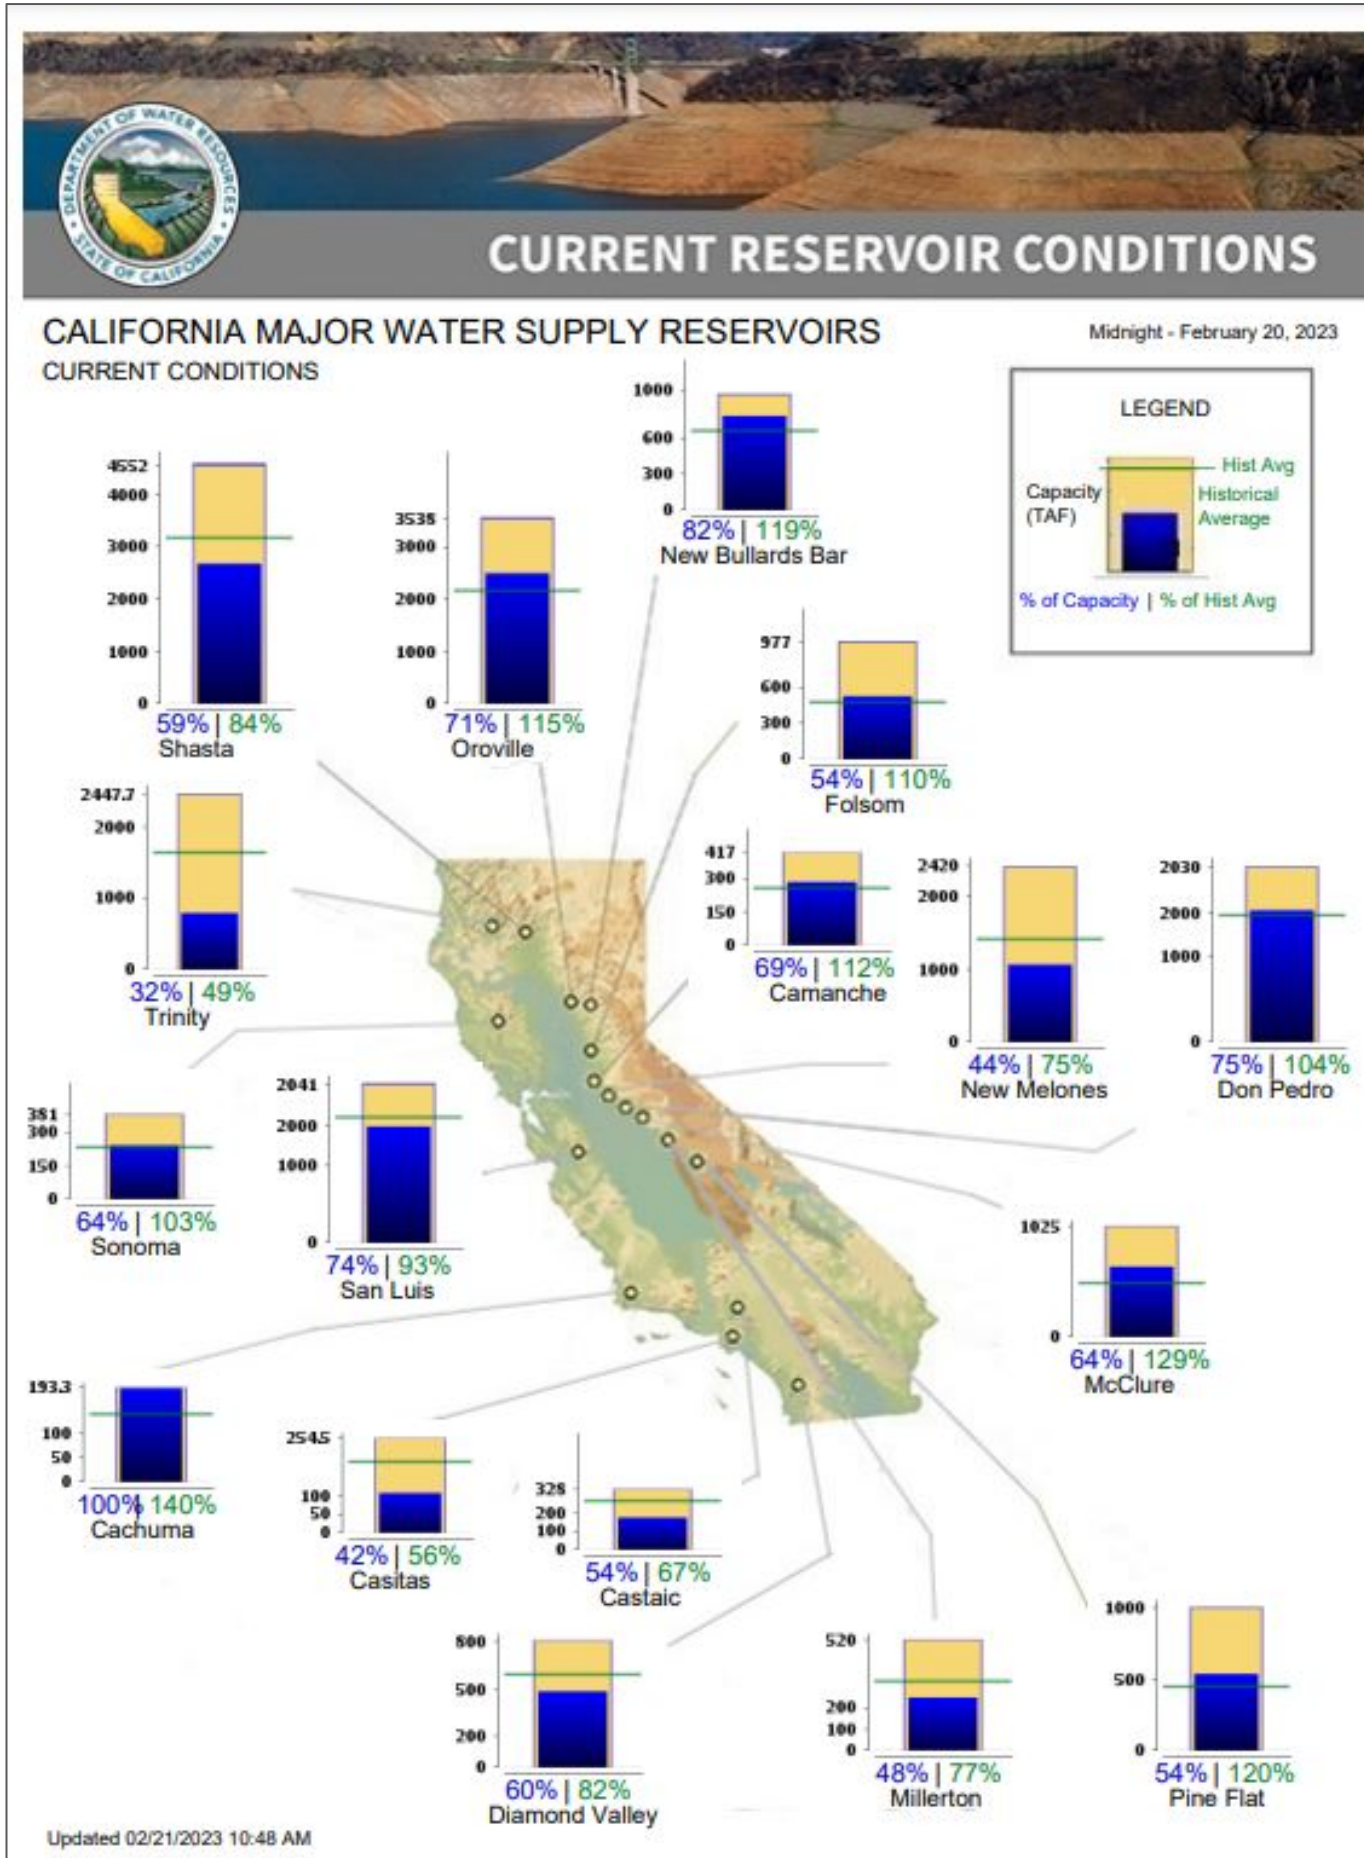 DEPARTMENT OF WATER RESOURCES
STATE OF CALIFORNIA
CURRENT RESERVOIR CONDITIONS
CALIFORNIA MAJOR WATER SUPPLY RESERVOIRS
Midnight - February 20, 2023
CURRENT CONDITIONS
LEGEND
Hist Avg
Capacity
(TAF)
Historical
Average
% of Capacity | % of Hist Avg
1000
600
300
0
82% | 119%
New Bullards Bar
4552
4000
3000
2000
1000
0
59% | 84%
Shasta
3538
3000
2000
1000
0
71% | 115%
Oroville
977
600
300
0
54% | 110%
Folsom
2447.7
2000
1000
0
32% | 49%
Trinity
417
300
150
0
69% | 112%
Camanche
2420
2000
1000
0
44% | 75%
New Melones
2030
2000
1000
0
75% | 104%
Don Pedro
381
300
150
0
64% | 103%
Sonoma
2041
2000
1000
0
74% | 93%
San Luis
1025
0
64% | 129%
McClure
193.3
100
50
0
100% | 140%
Cachuma
254.5
100
50
0
42% | 56%
Casitas
328
200
100
0
54% | 67%
Castaic
800
500
200
0
60% | 82%
Diamond Valley
520
200
100
0
48% | 77%
Millerton
1000
500
0
54% | 120%
Pine Flat
Updated 02/21/2023 10:48 AM